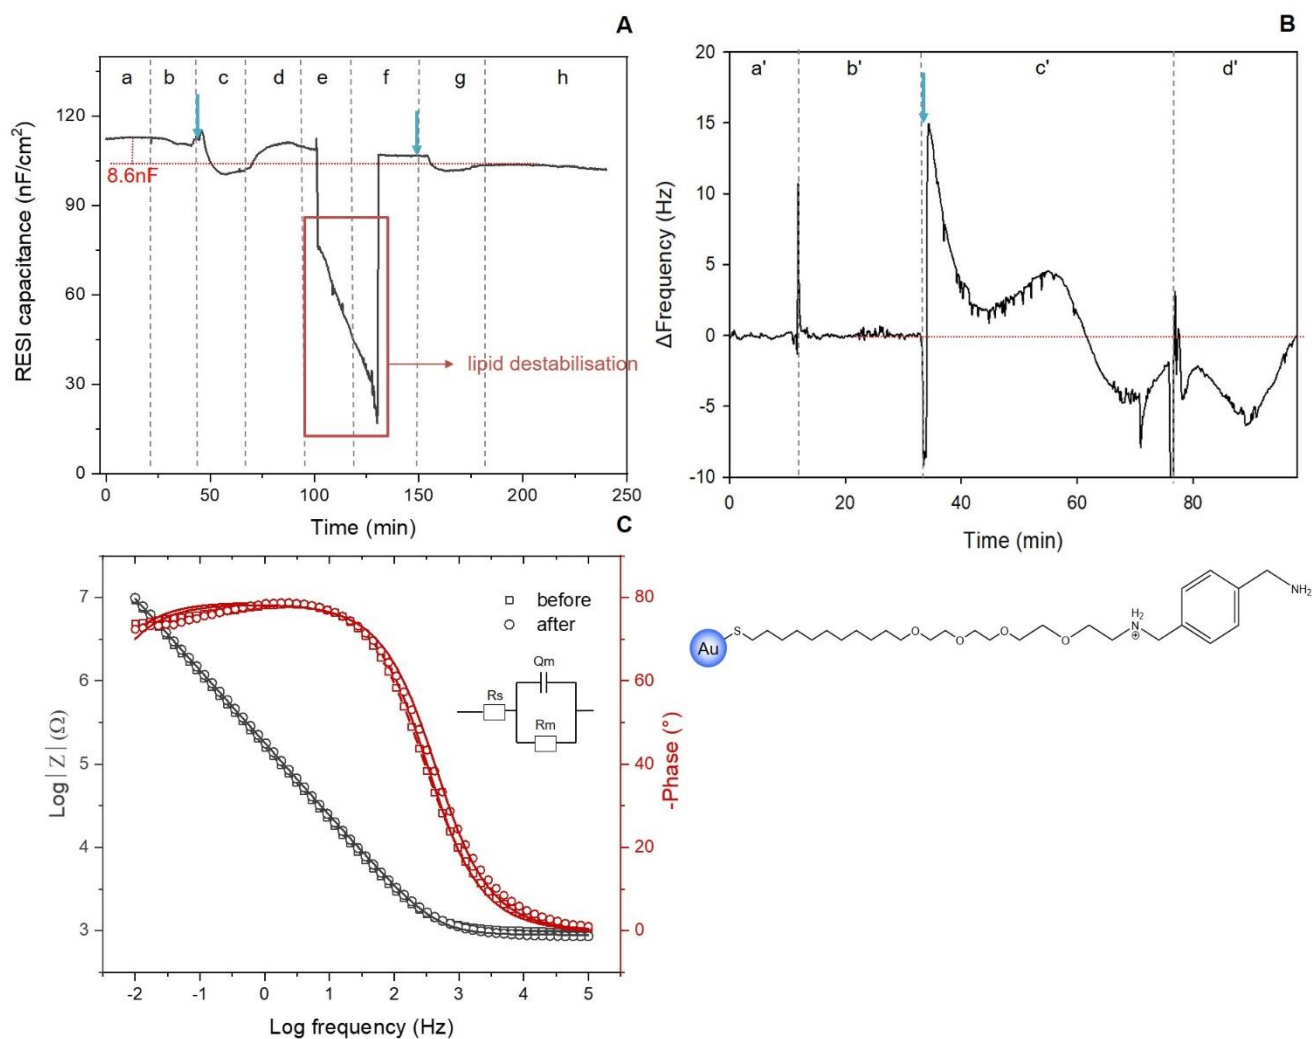 A
a b c d e f g h
RESI capacitance (nF/cm²)
120
90
60
30
0
8.6nF
lipid destabilisation
0 50 100 150 200 250
Time (min)
B
a' b' c' d'
ΔFrequency (Hz)
20
15
10
5
0
-5
-10
0 20 40 60 80
Time (min)
C
Log|Z|(Ω)
7
6
5
4
3
before
after
Qm
Rs
Rm
80
60
40
20
0
-Phase (°)
-2 -1 0 1 2 3 4 5
Log frequency (Hz)
Au
S
O
O
O
O
H2
N
⊕
NH2